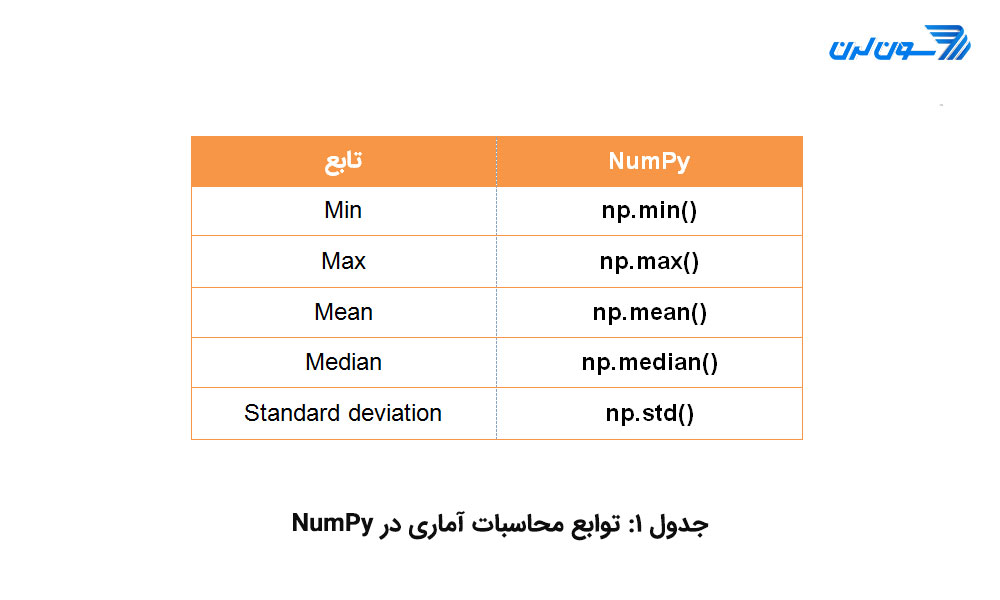 سون لرن
تابع NumPy
Min np.min()
Max np.max()
Mean np.mean()
Median np.median()
Standard deviation np.std()
جدول ۱: توابع محاسبات آماری در NumPy